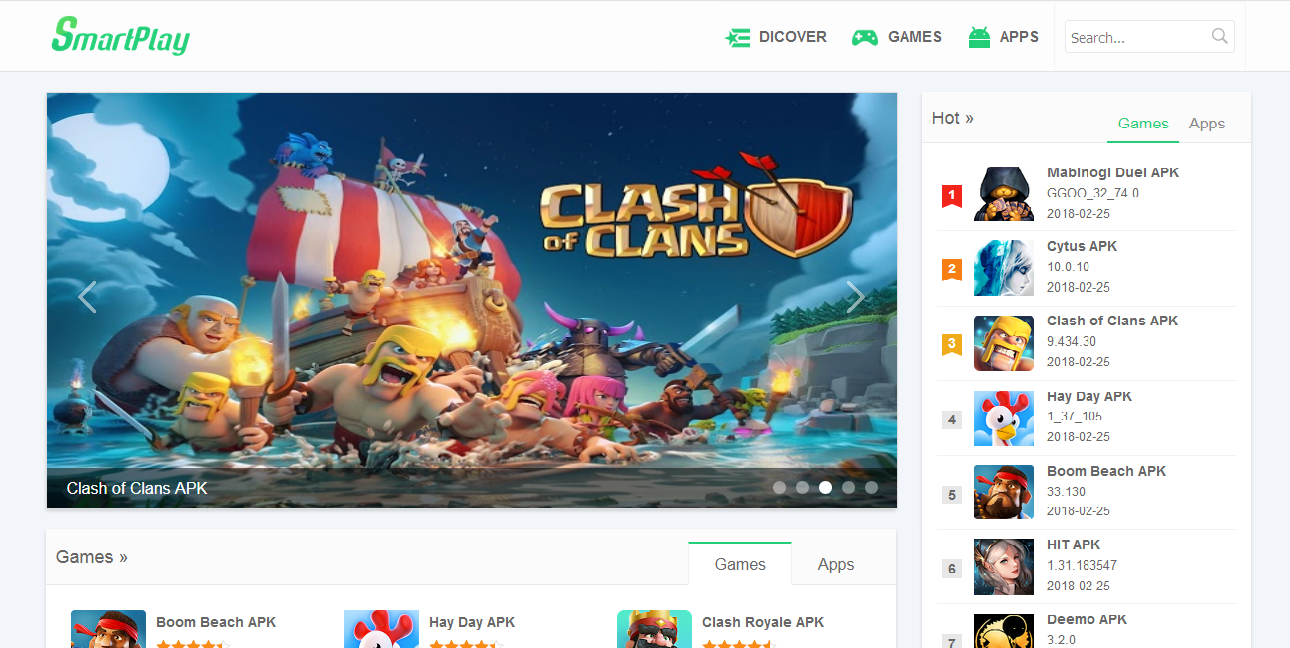 SmartPlay
DICOVER
GAMES
APPS
Search...
CLASH
OF CLANS
Clash of Clans APK
Hot »
Games
Apps
1
Mabinogi Duel APK
GGOO_32_74.0
2018-02-25
2
Cytus APK
10.0.10
2018-02-25
3
Clash of Clans APK
9.434.30
2018-02-25
4
Hay Day APK
1_37_105
2018-02-25
5
Boom Beach APK
33.130
2018-02-25
6
HIT APK
1.31.183547
2018-02-25
7
Deemo APK
3.2.0
Games »
Games
Apps
Boom Beach APK
Hay Day APK
Clash Royale APK